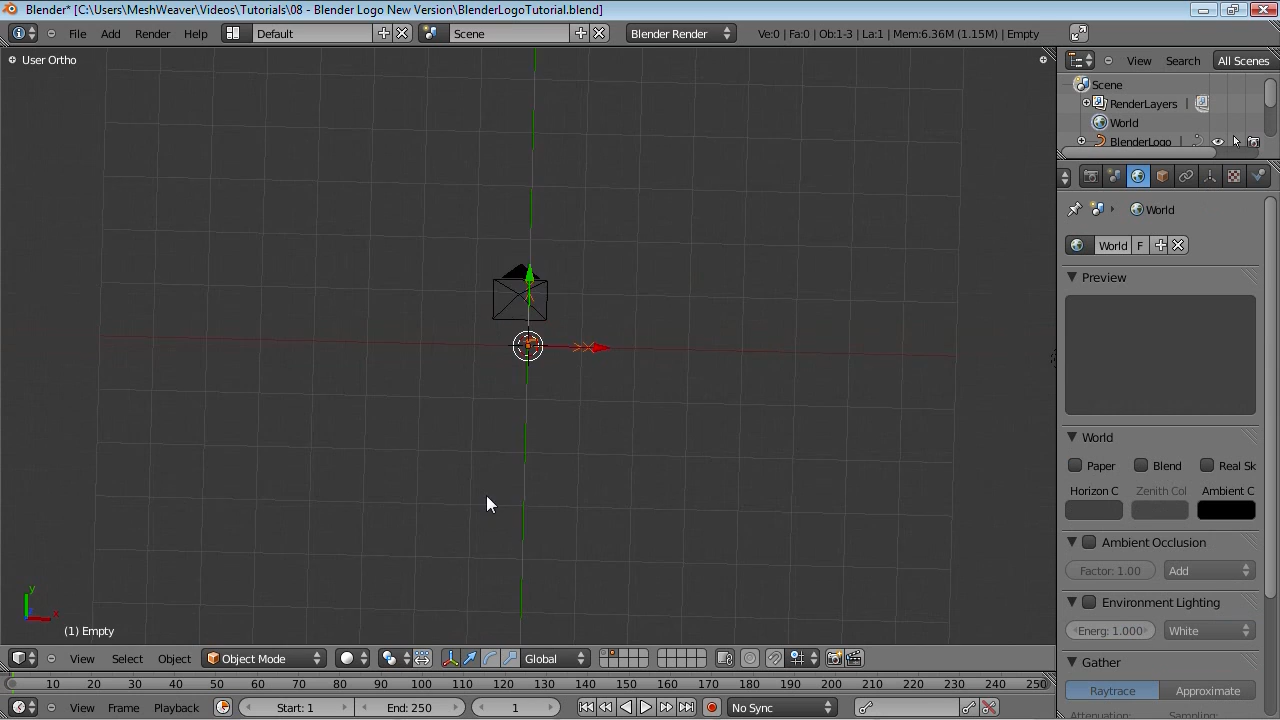 Blender* [C:\Users\MeshWeaver\Videos\Tutorials\08 - Blender Logo New Version\BlenderLogoTutorial.blend]
File Add Render Help Default Scene Blender Render Ve:0 | Fa:0 | Ob:1-3 | La:1 | Mem:6.36M (1.15M) | Empty
User Ortho
View Search All Scenes
Scene
RenderLayers
World
BlenderLogo
World
World F
Preview
World
Paper Blend Real Sk
Horizon C Zenith Col Ambient C
Ambient Occlusion
Factor: 1.00 Add
Environment Lighting
Energ: 1.000 White
Gather
Raytrace Approximate
y
x
(1) Empty
View Select Object Object Mode Global
10 20 30 40 50 60 70 80 90 100 110 120 130 140 150 160 170 180 190 200 210 220 230 240 250
View Frame Playback Start: 1 End: 250 1 No Sync